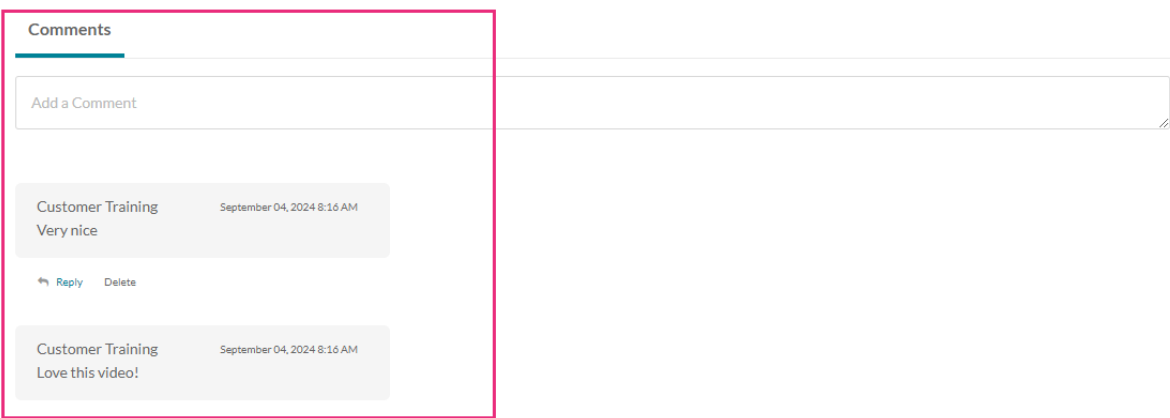 Comments
Add a Comment
Customer Training September 04, 2024 8:16 AM
Very nice
Reply Delete
Customer Training September 04, 2024 8:16 AM
Love this video!